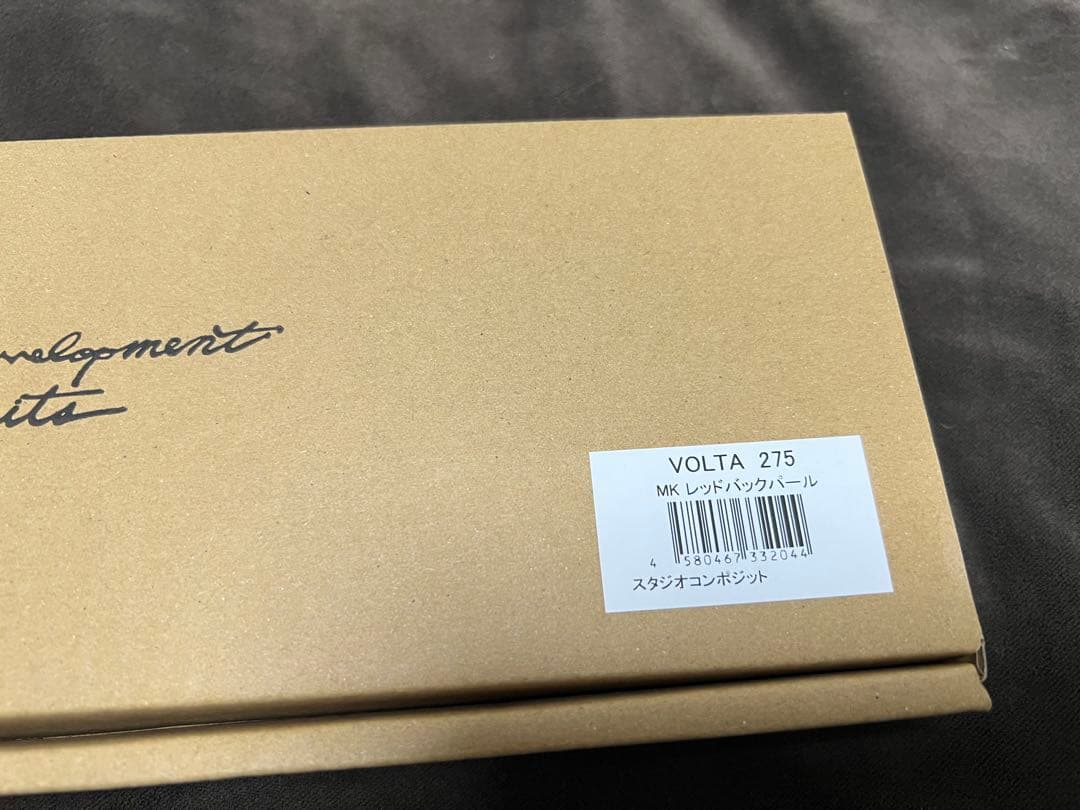 velopment
its
VOLTA 275
MK レッドバックパール
4 580467 332044
スタジオコンポジット